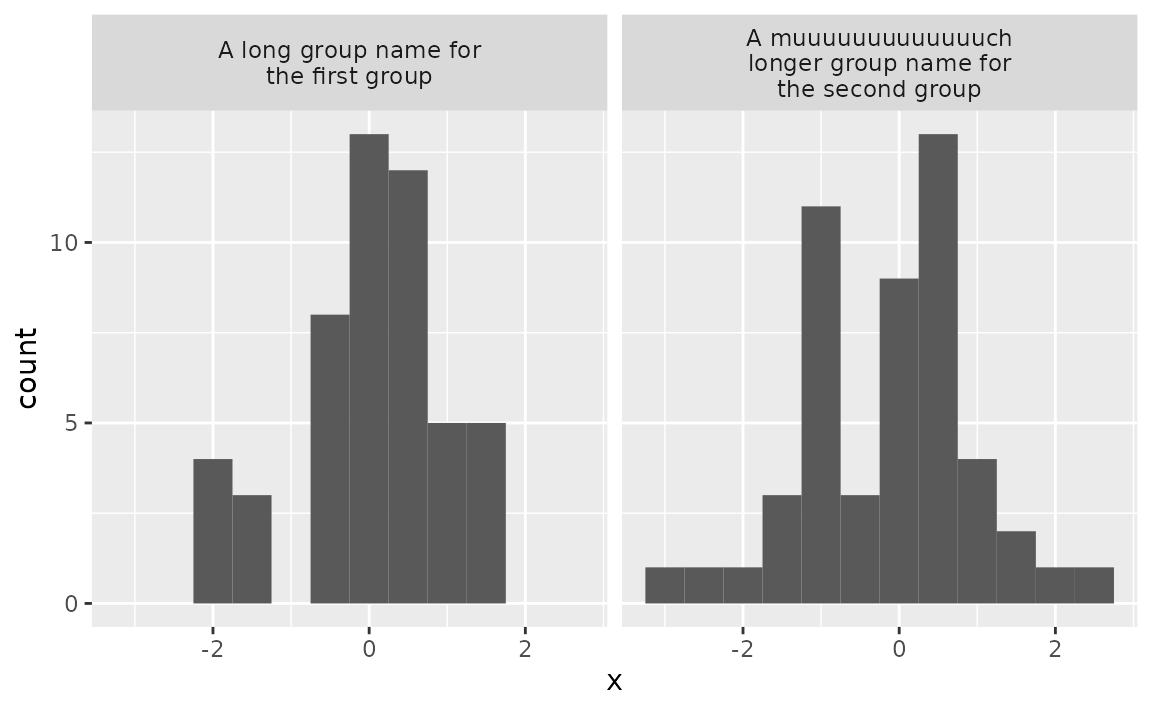 A long group name for
the first group
A muuuuuuuuuuuuuch
longer group name for
the second group
count
10
5
0
-2 0 2
-2 0 2
x